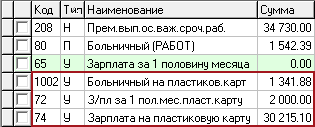 Код Тип Название Сумма
208 Н Прем.вып.ос.важ.сроч.раб. 34 730.00
80 П Больничный (РАБОТ) 1 542.39
65 У Зарплата за 1 половину месяца 0.00
1002 У Больничный на пластиков.карт 1 341.88
72 У З/пл за 1 пол.мес.пласт.карту 2 000.00
74 У Зарплата на пластиковую карту 30 215.10